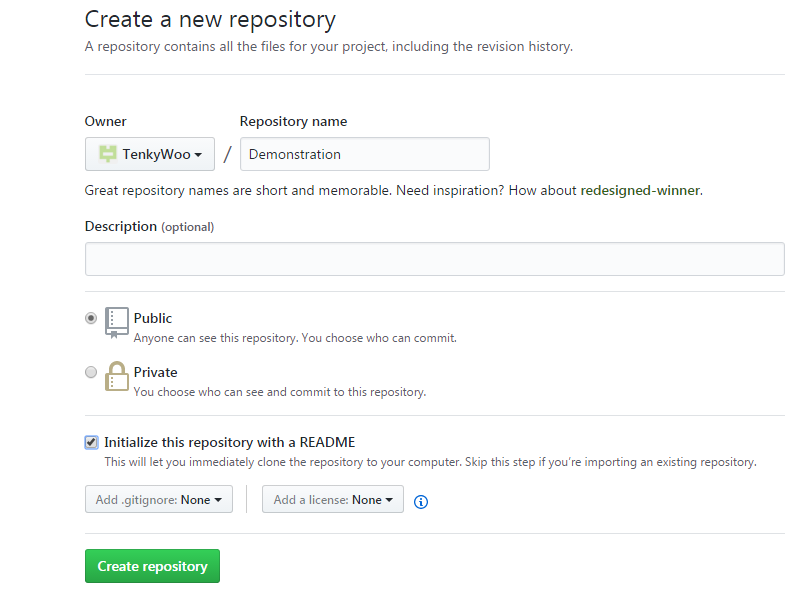 Create a new repository
A repository contains all the files for your project, including the revision history.
Owner Repository name
TenkyWoo / Demonstration
Great repository names are short and memorable. Need inspiration? How about redesigned-winner.
Description (optional)
Public
Anyone can see this repository. You choose who can commit.
Private
You choose who can see and commit to this repository.
Initialize this repository with a README
This will let you immediately clone the repository to your computer. Skip this step if you’re importing an existing repository.
Add .gitignore: None Add a license: None
Create repository